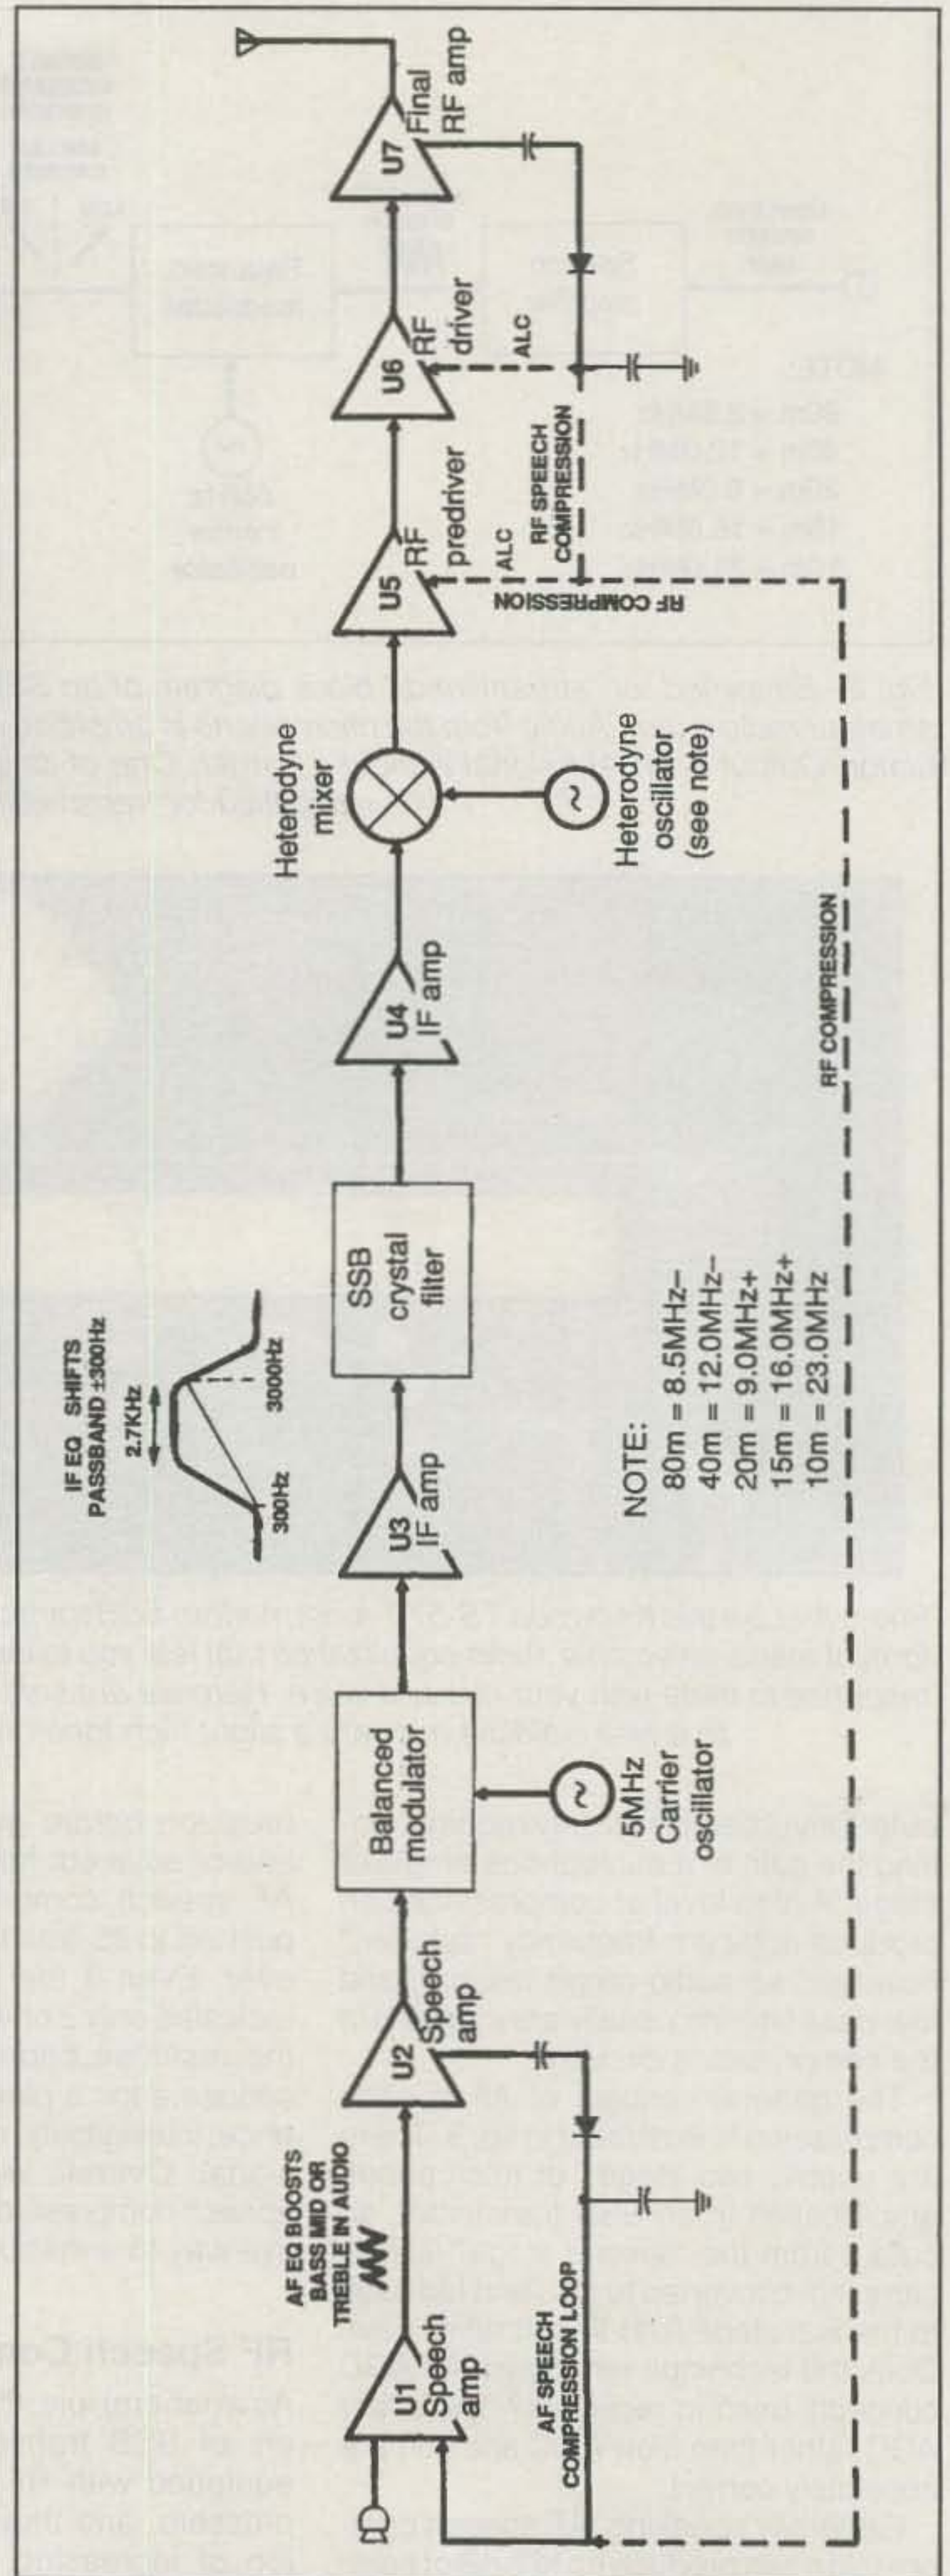 AF EQ BOOSTS
BASS MID OR
TREBLE IN AUDIO
U1
Speech
amp
AF SPEECH
COMPRESSION LOOP
U2
Speech
amp
Balanced
modulator
5MHz
Carrier
oscillator
U3
IF amp
IF EQ SHIFTS
PASSBAND ±300Hz
2.7KHz
300Hz
3000Hz
SSB
crystal
filter
U4
IF amp
Heterodyne
mixer
Heterodyne
oscillator
(see note)
U5
RF
predriver
ALC
RF COMPRESSION
RF SPEECH
COMPRESSION
U6
RF
driver
ALC
U7
Final
RF amp
RF COMPRESSION
NOTE:
80m = 8.5MHz–
40m = 12.0MHz–
20m = 9.0MHz+
15m = 16.0MHz+
10m = 23.0MHz